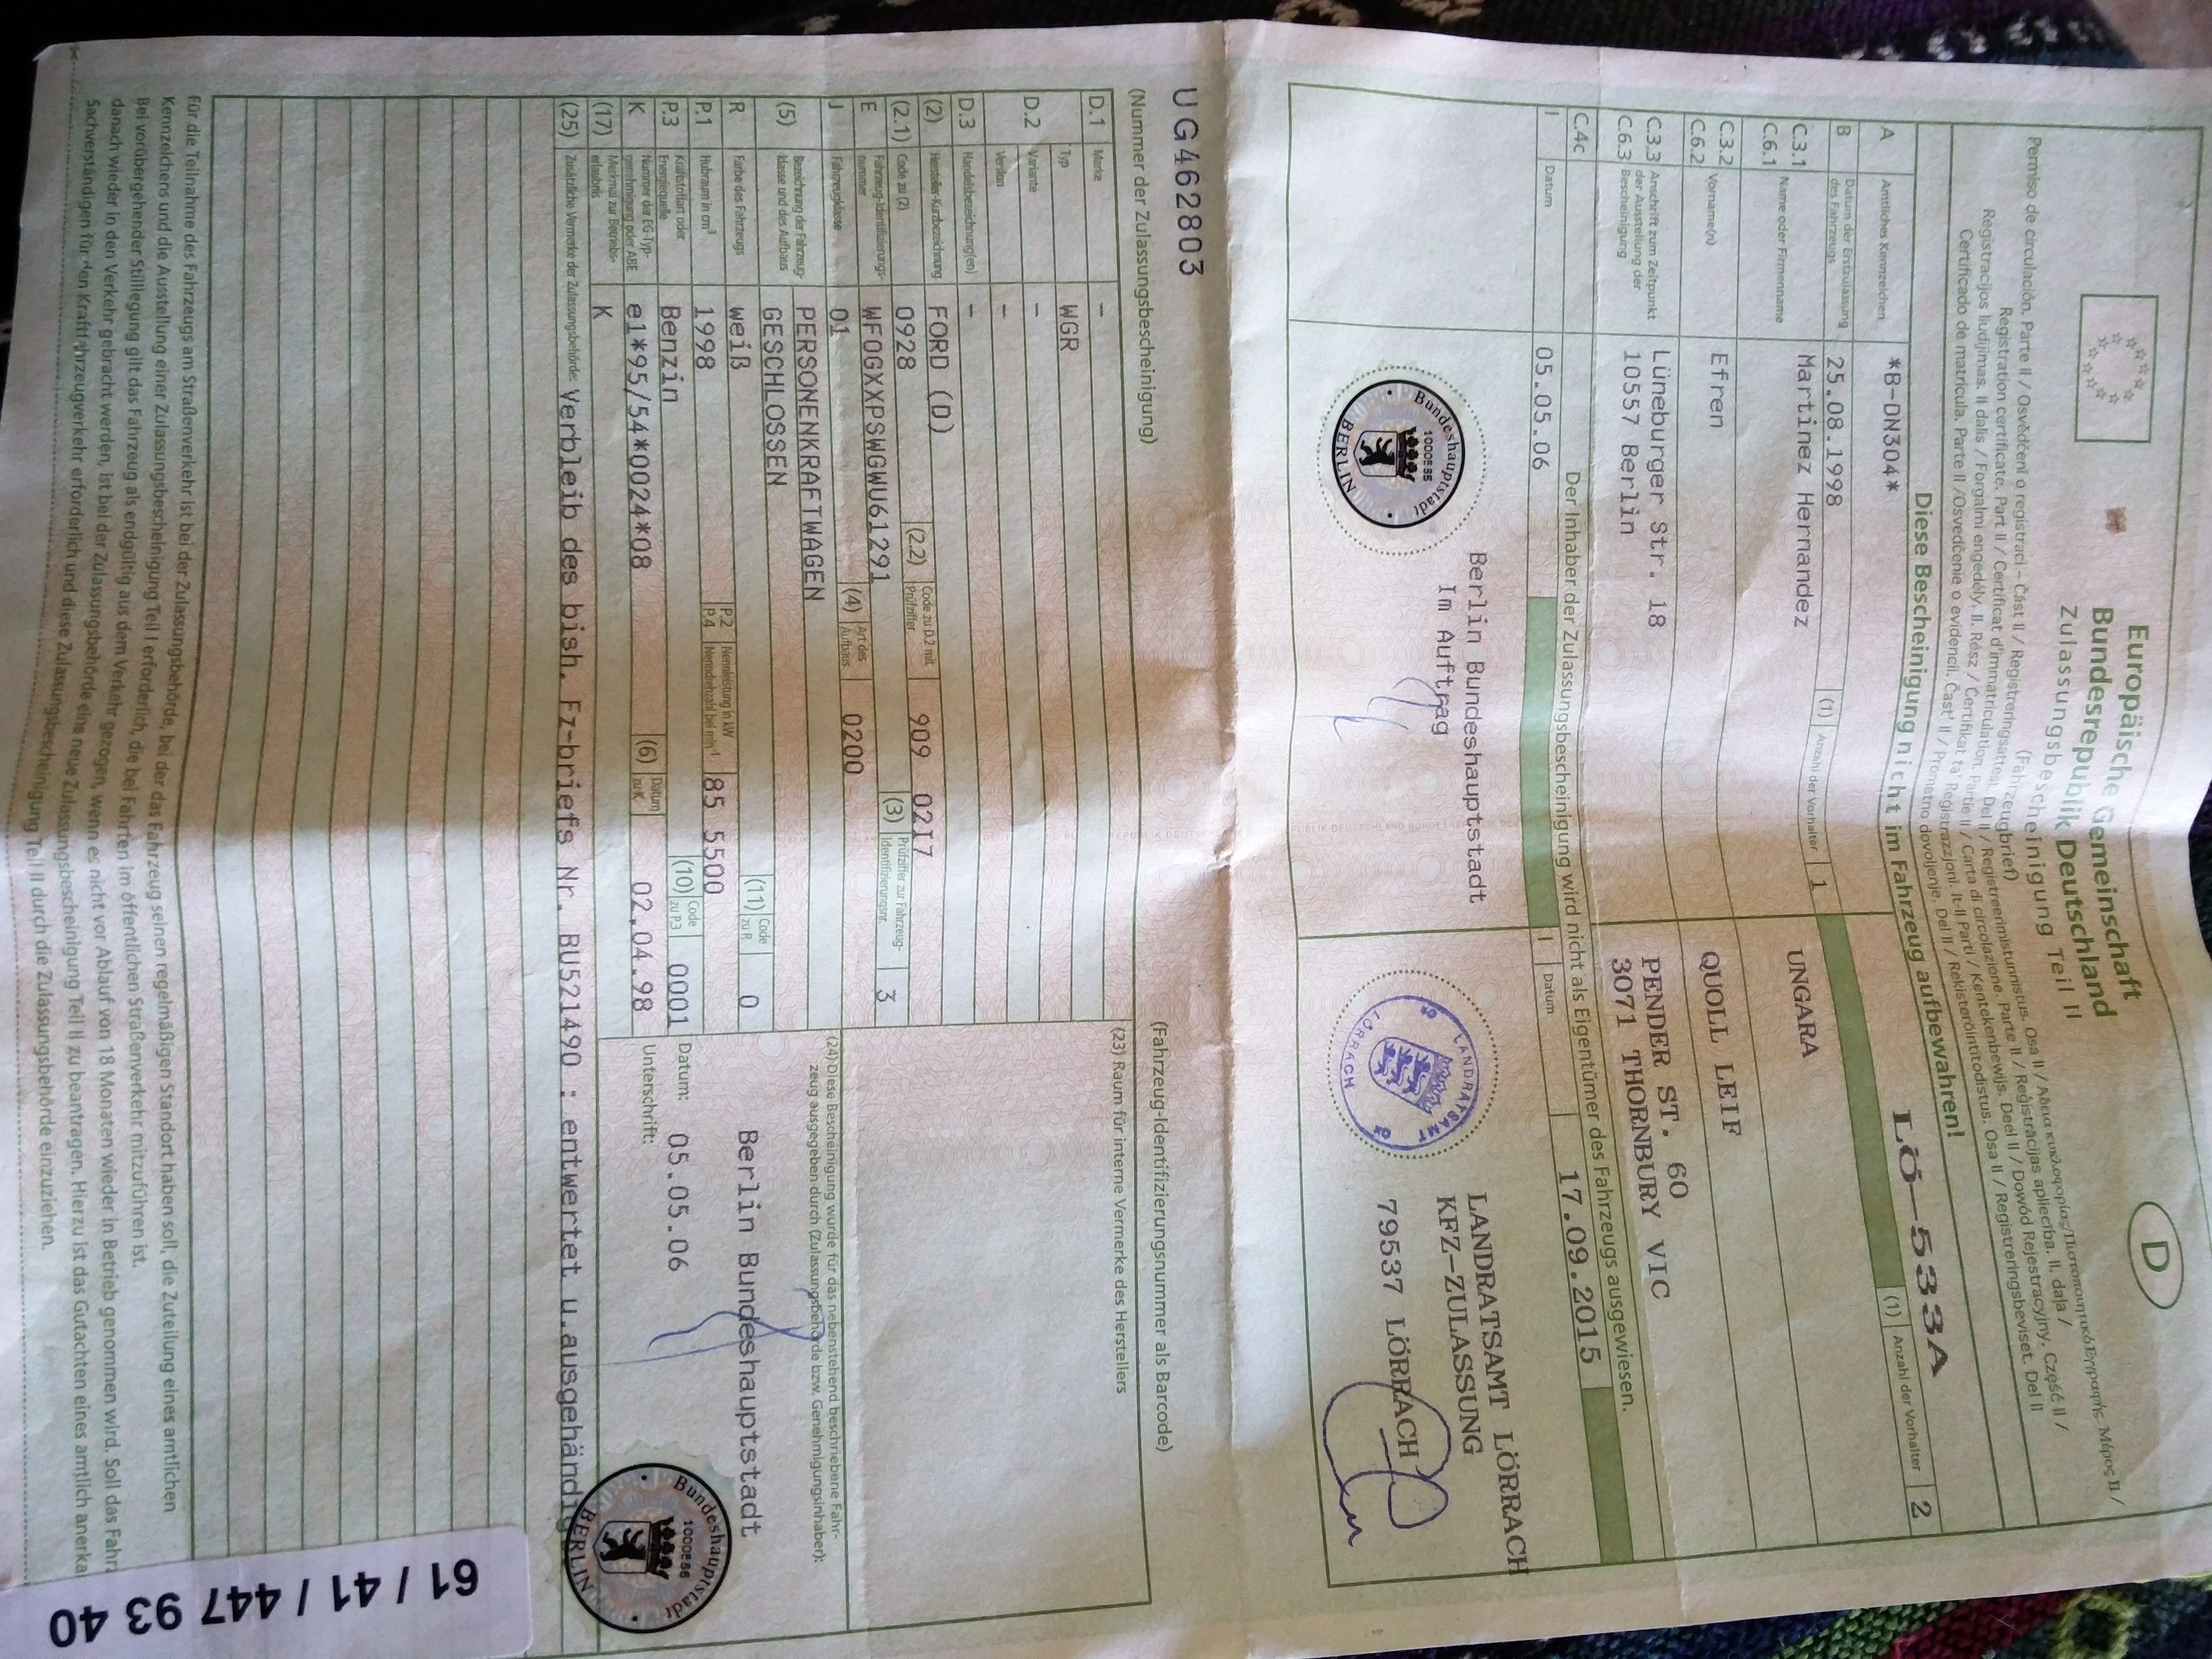 Europäische Gemeinschaft
D
Bundesrepublik Deutschland
Zulassungsbescheinigung Teil II
(Fahrzeugbrief)
Permiso de circulación. Parte II / Osvědčení o registraci – Část II / Registreringsattest. Del II / Registreerimistunnistus. Osa II / Άδεια κυκλοφορίας/Πιστοποιητικό Εγγραφής. Μέρος II /
Registration certificate. Part II / Certificat d'immatriculation. Partie II / Carta di circolazione. Parte II / Reģistrācijas apliecība. II. daļa /
Registracijos liudijimas. II dalis / Forgalmi engedély. II. Rész / Ċertifikat ta' Reġistrazzjoni. It-II Parti / Kentekenbewijs. Deel II / Dowód Rejestracyjny. Część II /
Certificado de matrícula. Parte II / Osvedčenie o evidencii. Časť II / Prometno dovoljenje. Del II / Rekisteröintitodistus. Osa II / Registreringsbeviset. Del II
Diese Bescheinigung nicht im Fahrzeug aufbewahren!
A Amtliches Kennzeichen *B-DN304* LÖ-533A
B Datum der Erstzulassung des Fahrzeugs 25.08.1998 (1) Anzahl der Vorhalter 1 (1) Anzahl der Vorhalter 2
C.3.1 C.6.1 Name oder Firmenname Martinez Hernandez UNGARA
C.3.2 C.6.2 Vorname(n) Efren QUOLL LEIF
C.3.3 C.6.3 Anschrift zum Zeitpunkt der Ausstellung der Bescheinigung
Lüneburger Str. 18 PENDER ST. 60
10557 Berlin 3071 THORNBURY VIC
C.4c Der Inhaber der Zulassungsbescheinigung wird nicht als Eigentümer des Fahrzeugs ausgewiesen.
I Datum 05.05.06 I Datum 17.09.2015
Berlin Bundeshauptstadt
Im Auftrag
Bundeshauptstadt
BERLIN
LANDRATSAMT
LÖRRACH
LANDRATSAMT LÖRRACH
KFZ-ZULASSUNG
79537 LÖRRACH
UG462803
(Nummer der Zulassungsbescheinigung) (Fahrzeug-Identifizierungsnummer als Barcode)
D.1 Marke –
(23) Raum für interne Vermerke des Herstellers
Typ WGR
D.2 Variante –
Version –
D.3 Handelsbezeichnung(en) –
(2) Hersteller-Kurzbezeichnung FORD (D)
(2.1) Code zu (2) 0928 (2.2) Code zu D.2 mit Prüfziffer 909 0217
E Fahrzeug-Identifizierungsnummer WF0GXXPSWGWU61291 (3) Prüfziffer zur Fahrzeug-Identifizierungsnr. 3
J Fahrzeugklasse 01 (4) Art des Aufbaus 0200
(5) Bezeichnung der Fahrzeugklasse und des Aufbaus PERSONENKRAFTWAGEN
GESCHLOSSEN
R Farbe des Fahrzeugs weiß (11) Code zu R 0
P.1 Hubraum in cm³ 1998 P.2 P.4 Nennleistung in kW Nenndrehzahl bei min⁻¹ 85 5500
P.3 Kraftstoffart oder Energiequelle Benzin (10) Code zu P.3 0001
K Nummer der EG-Typgenehmigung oder ABE e1*95/54*0024*08 (6) Datum zu K 02.04.98
(17) Merkmal zur Betriebserlaubnis K
(24) Diese Bescheinigung wurde für das nebenstehend beschriebene Fahrzeug ausgegeben durch (Zulassungsbehörde bzw. Genehmigungsinhaber):
Berlin Bundeshauptstadt
Datum: 05.05.06
Unterschrift:
Bundeshauptstadt
BERLIN
(25) Zusätzliche Vermerke der Zulassungsbehörde: Verbleib des bish. Fz-briefs Nr. BU521490 : entwertet u.ausgehändig
Für die Teilnahme des Fahrzeugs am Straßenverkehr ist bei der Zulassungsbehörde, bei der das Fahrzeug seinen regelmäßigen Standort haben soll, die Zuteilung eines amtlichen
Kennzeichens und die Ausstellung einer Zulassungsbescheinigung Teil I erforderlich, die bei Fahrten im öffentlichen Straßenverkehr mitzuführen ist.
Bei vorübergehender Stilllegung gilt das Fahrzeug als endgültig aus dem Verkehr gezogen, wenn es nicht vor Ablauf von 18 Monaten wieder in Betrieb genommen wird. Soll das Fahrz
danach wieder in den Verkehr gebracht werden, ist bei der Zulassungsbehörde eine neue Zulassungsbescheinigung Teil II zu beantragen. Hierzu ist das Gutachten eines amtlich anerka
Sachverständigen für den Kraftfahrzeugverkehr erforderlich und diese Zulassungsbescheinigung Teil II durch die Zulassungsbehörde einzuziehen.
61 / 41 / 447 93 40